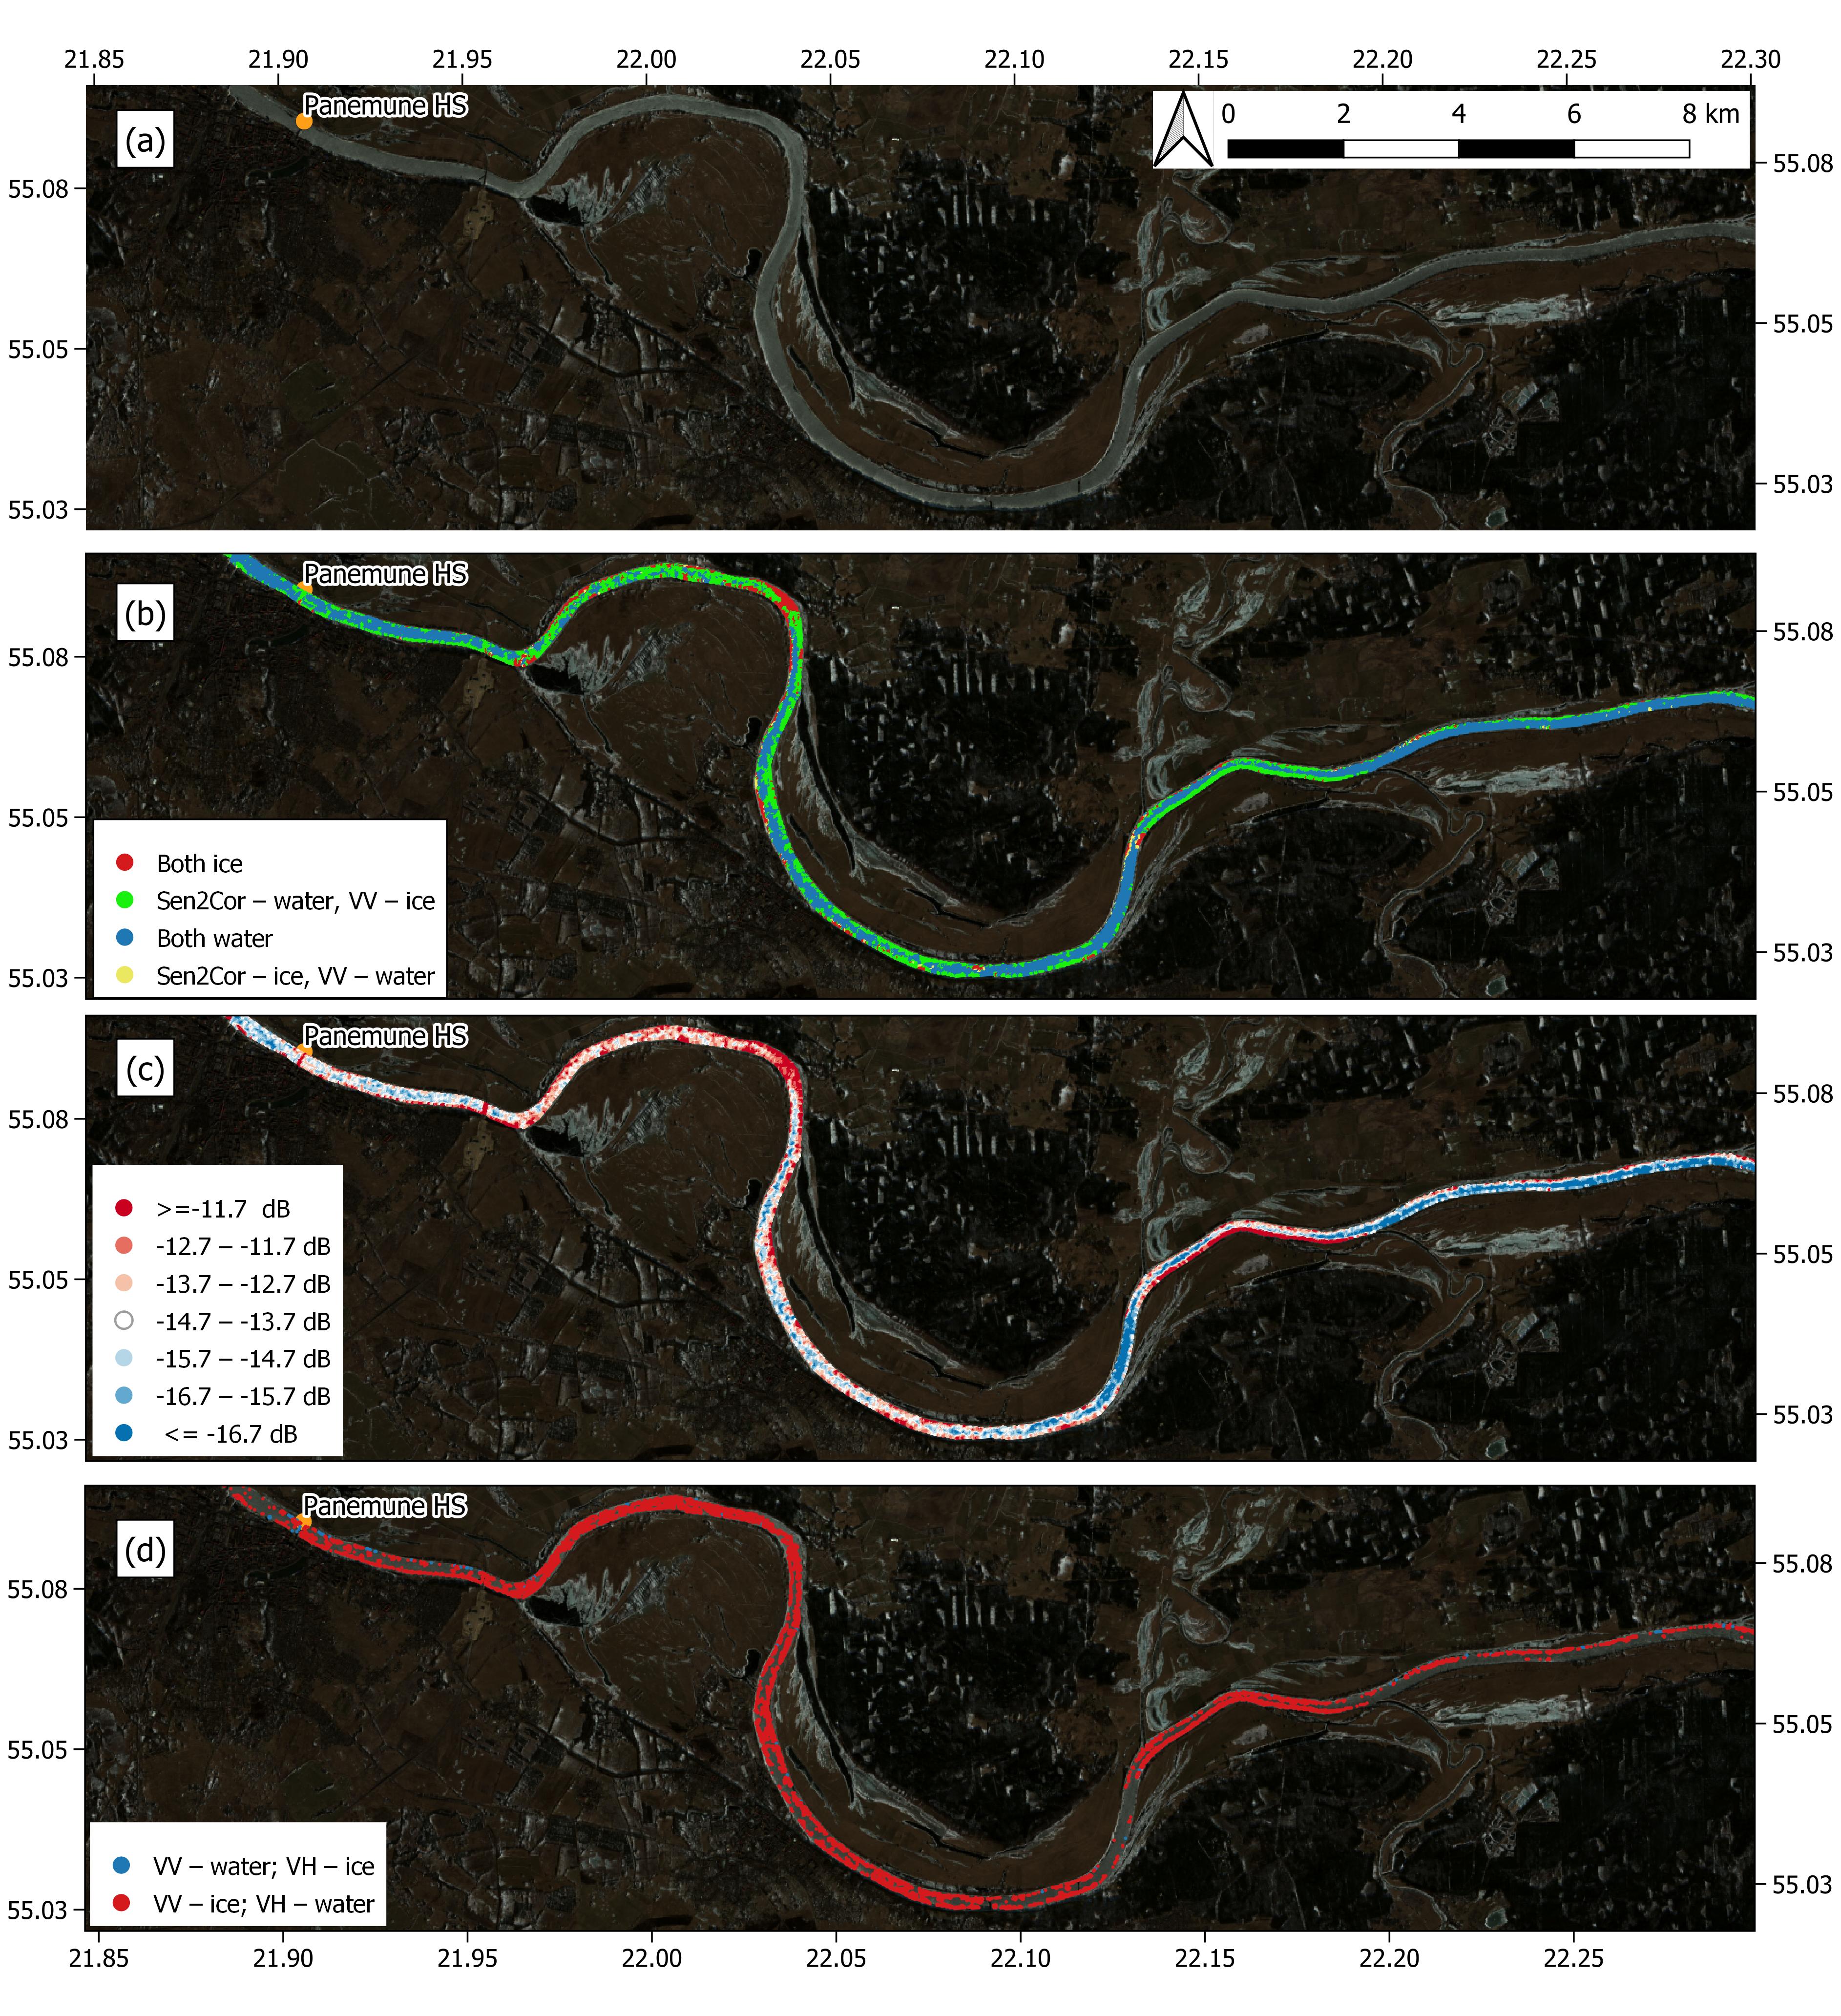 21.85 21.90 21.95 22.00 22.05 22.10 22.15 22.20 22.25 22.30
Panemune HS
(a)
0 2 4 6 8 km
55.08
55.08
55.05
55.05
55.03
55.03
Panemune HS
(b)
55.08
55.08
55.05
55.05
Both ice
Sen2Cor – water, VV – ice
Both water
Sen2Cor – ice, VV – water
55.03
55.03
Panemune HS
(c)
55.08
55.08
>=-11.7 dB
-12.7 – -11.7 dB
55.05
55.05
-13.7 – -12.7 dB
-14.7 – -13.7 dB
-15.7 – -14.7 dB
-16.7 – -15.7 dB
<= -16.7 dB
55.03
55.03
Panemune HS
(d)
55.08
55.08
55.05
55.05
VV – water; VH – ice
VV – ice; VH – water
55.03
55.03
21.85 21.90 21.95 22.00 22.05 22.10 22.15 22.20 22.25